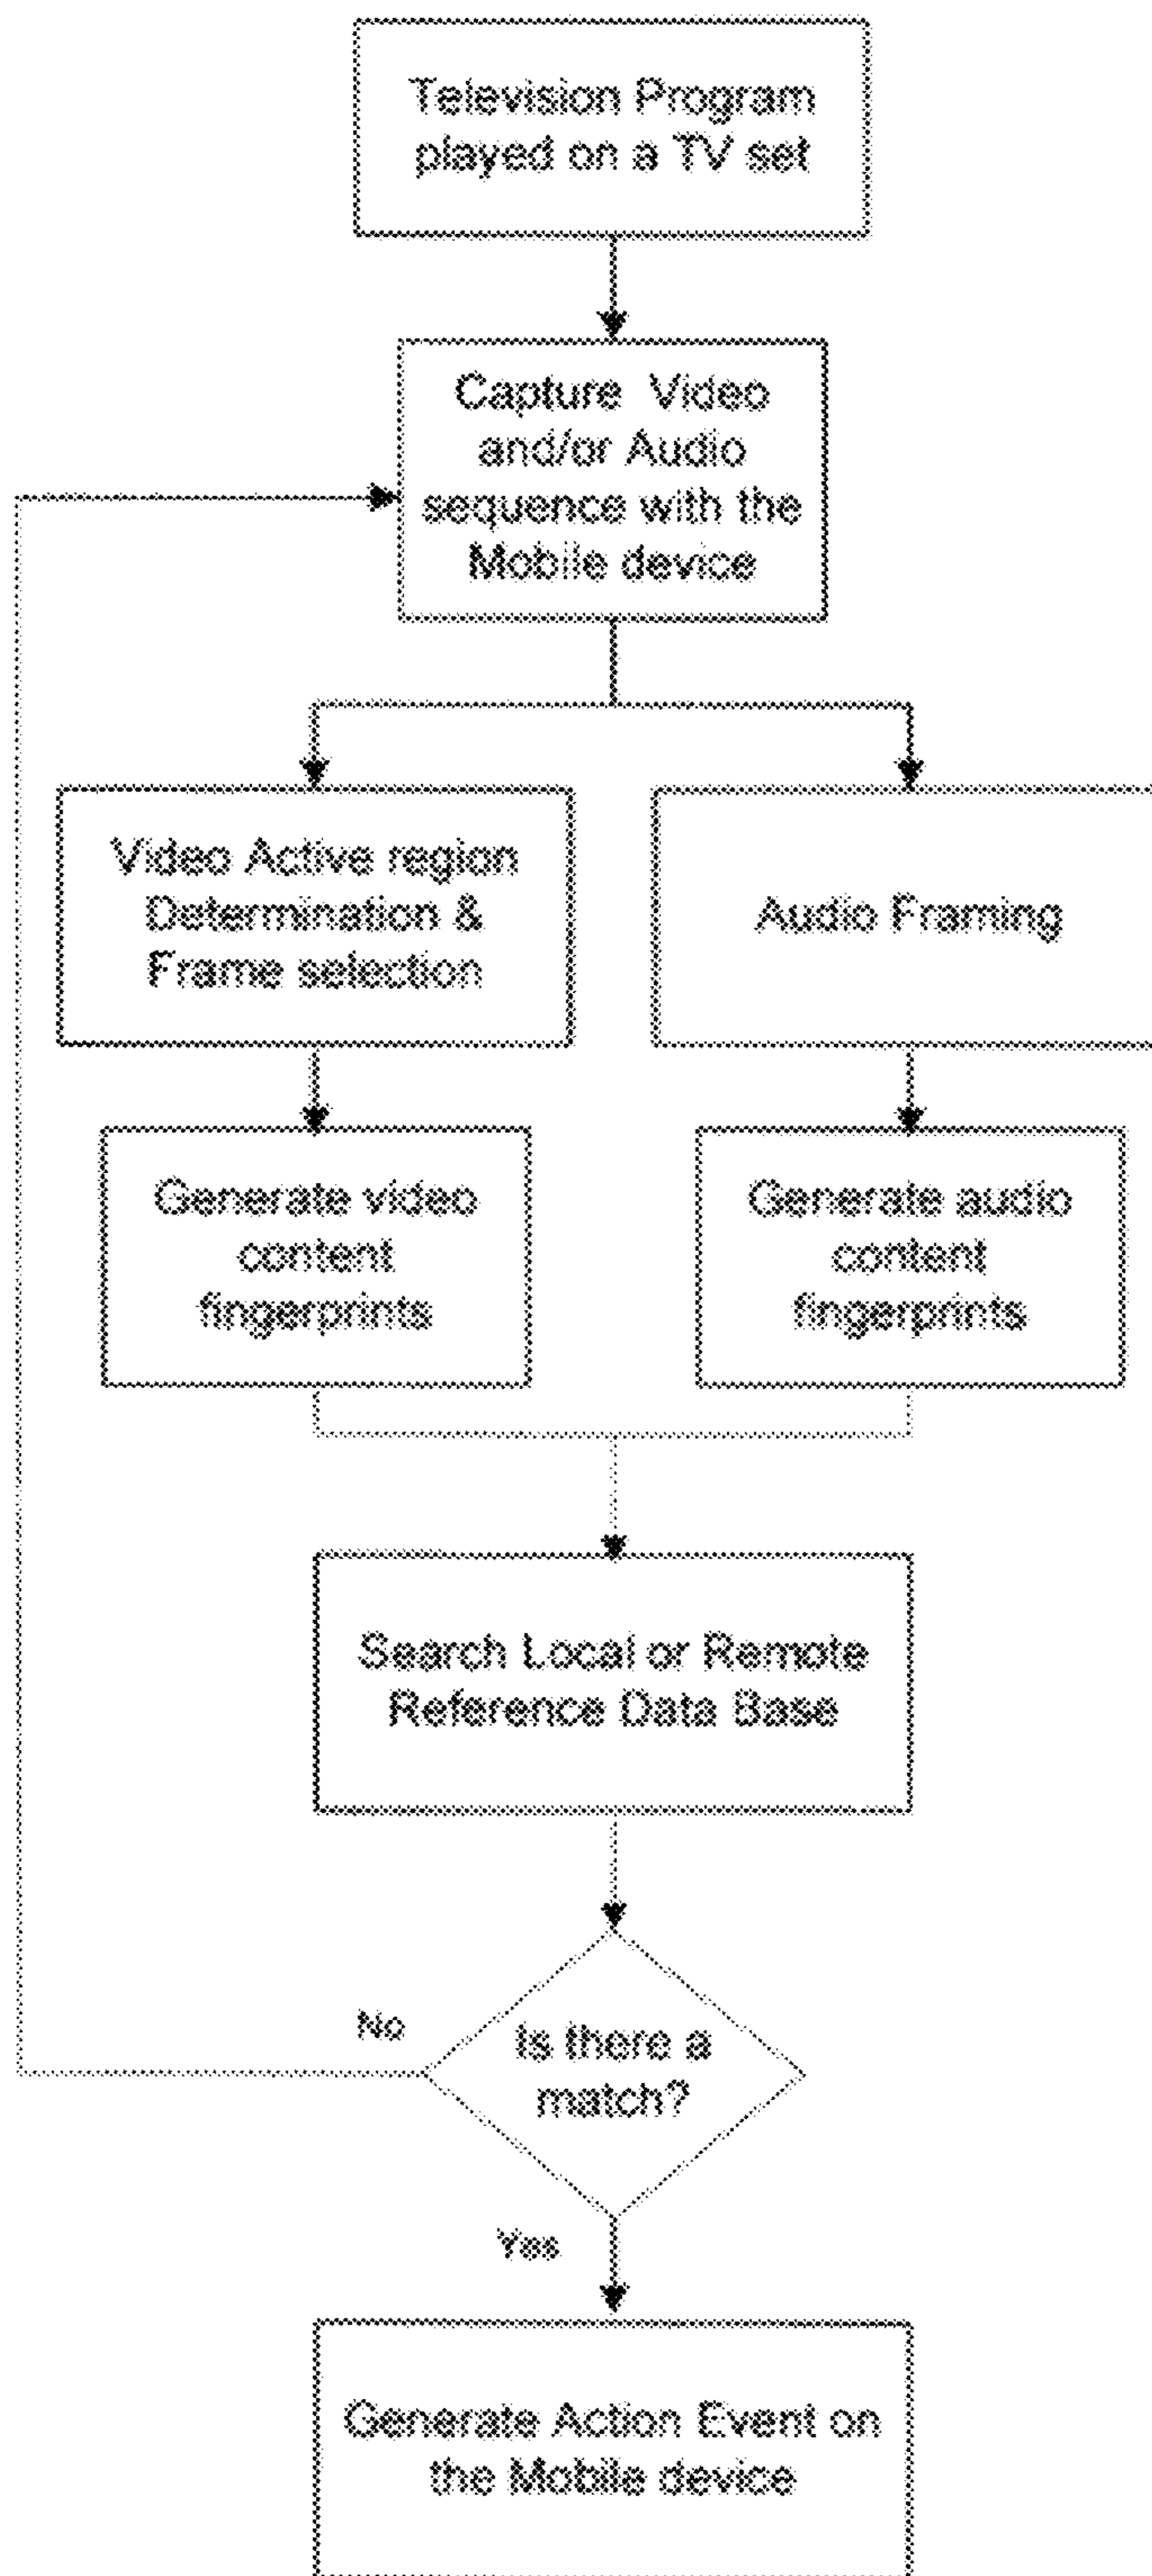 Television Program
played on a TV set
Capture Video
and/or Audio
sequence with the
Mobile device
Video Active region
Determination &
Frame selection
Audio Framing
Generate video
content
fingerprints
Generate audio
content
fingerprints
Search Local or Remote
Reference Data Base
No
Is there a
match?
Yes
Generate Action Event on
the Mobile device